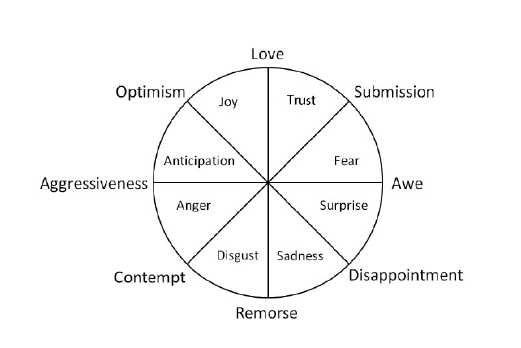 Love
Optimism
Submission
Joy
Trust
Anticipation
Fear
Aggressiveness
Awe
Anger
Surprise
Disgust
Sadness
Contempt
Disappointment
Remorse